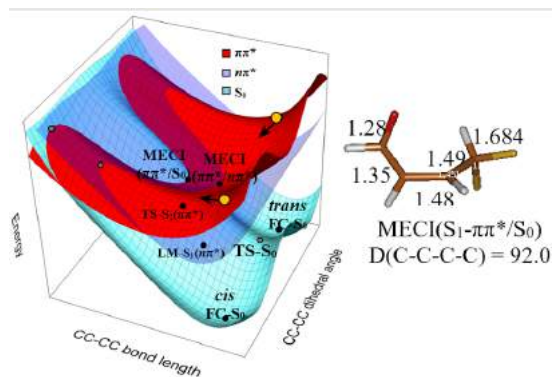 ππ*
nπ*
S₀
MECI
(ππ*/S₀)
MECI
(ππ*/nπ*)
TS-S₁(nπ*)
trans
FC-S₀
TS-S₀
LM-S₁(nπ*)
cis
FC-S₀
Energy
CC-CC bond length
CC-CC dihedral angle
1.28
1.684
1.49
1.35
1.48
MECI(S₁-ππ*/S₀)
D(C-C-C-C) = 92.0